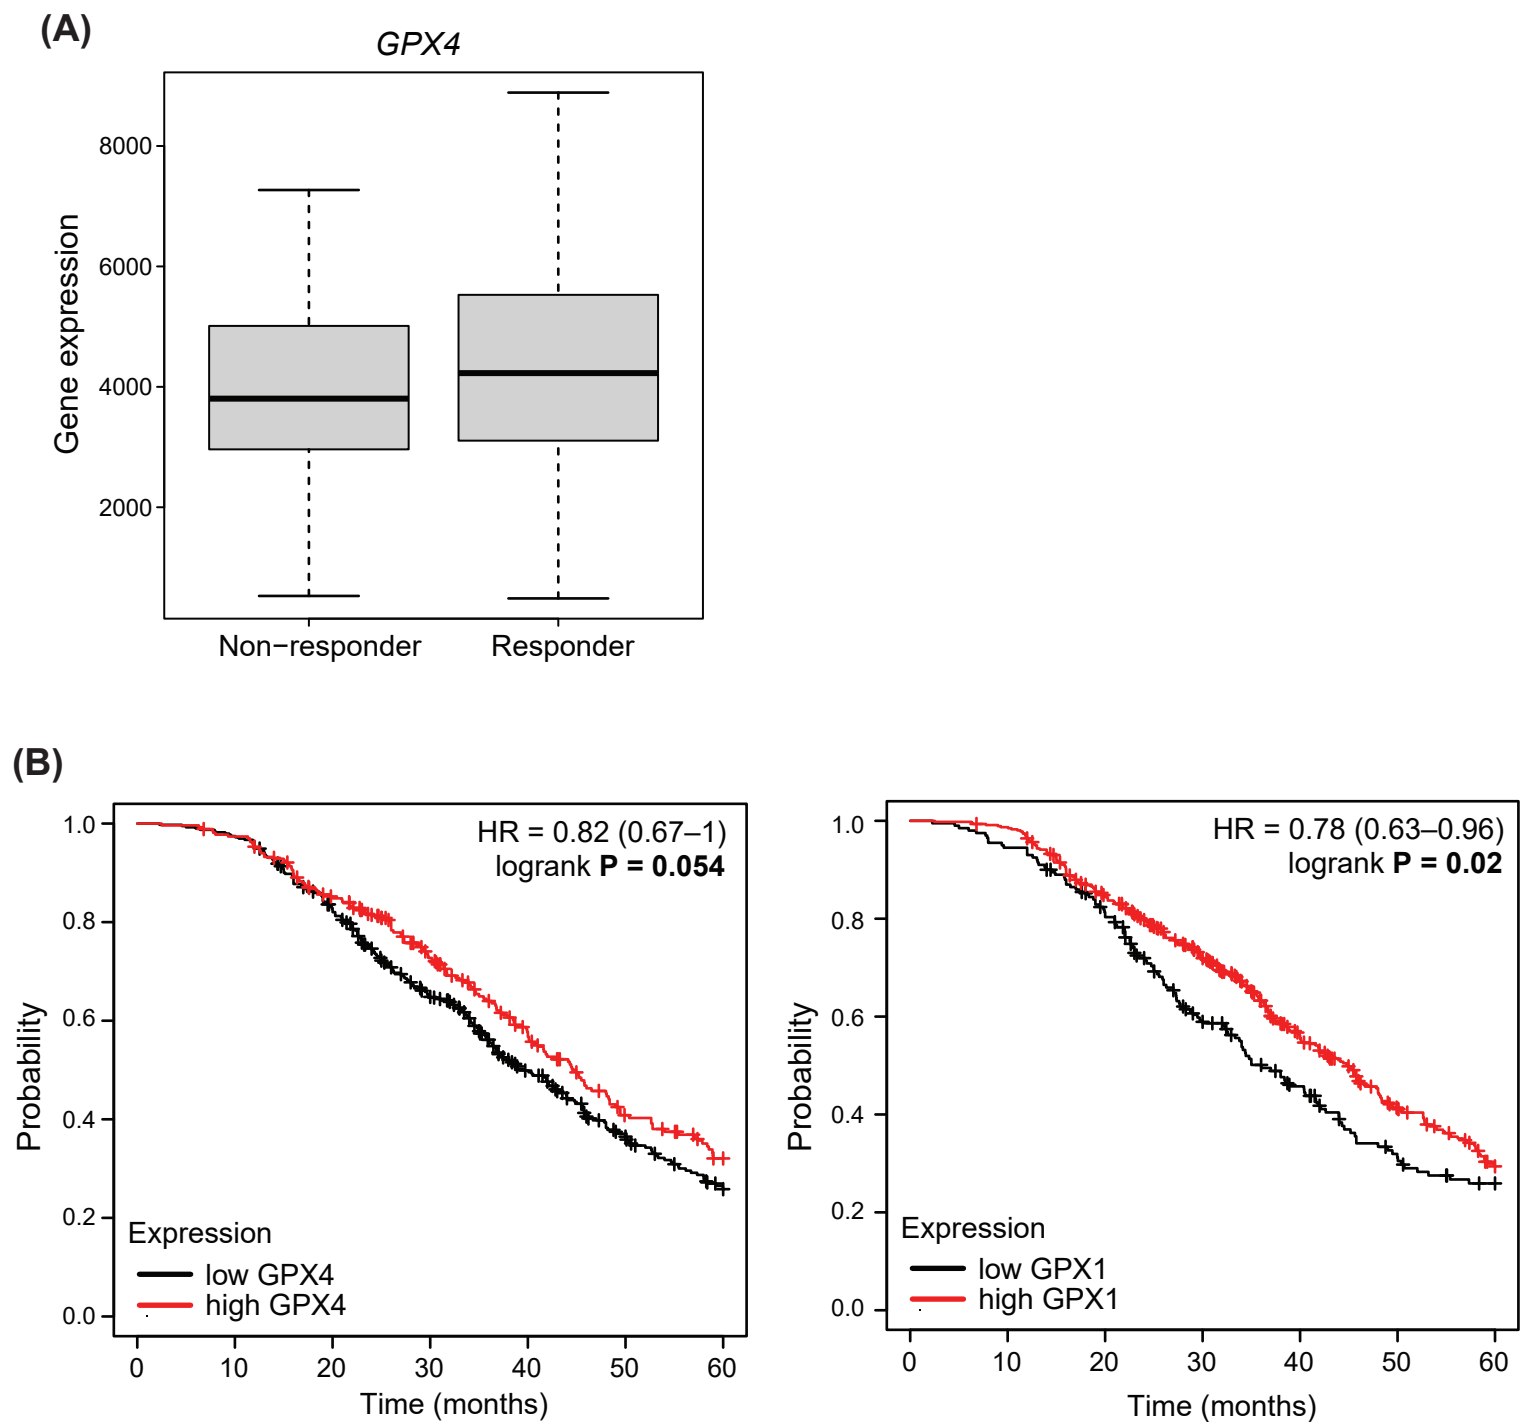 (A)
GPX4
Gene expression
8000
6000
4000
2000
Non−responder
Responder
(B)
HR = 0.82 (0.67–1)
logrank P = 0.054
Probability
1.0
0.8
0.6
0.4
0.2
0.0
Expression
low GPX4
high GPX4
0 10 20 30 40 50 60
Time (months)
HR = 0.78 (0.63–0.96)
logrank P = 0.02
Probability
1.0
0.8
0.6
0.4
0.2
0.0
Expression
low GPX1
high GPX1
0 10 20 30 40 50 60
Time (months)